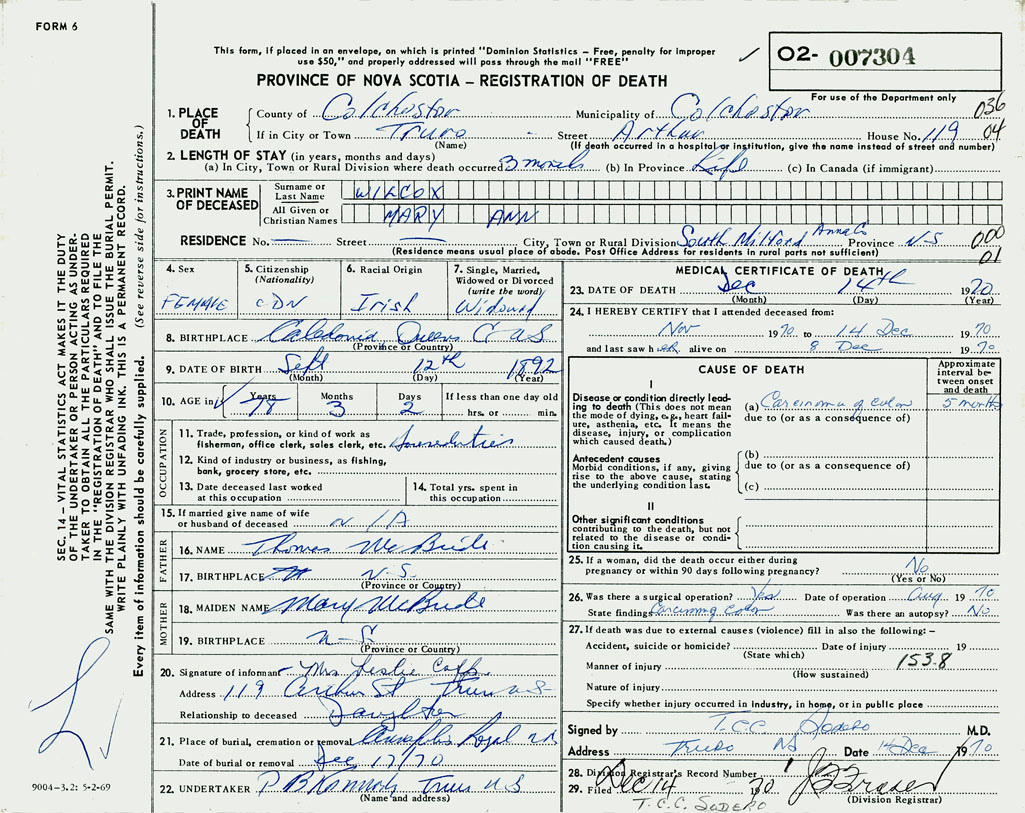 FORM 6
This form, if placed in an envelope, on which is printed "Dominion Statistics – Free, penalty for improper
use $50," and properly addressed will pass through the mail "FREE"
✓ 02- 007304
PROVINCE OF NOVA SCOTIA – REGISTRATION OF DEATH
For use of the Department only
036
04
1. PLACE OF DEATH
County of Colchester Municipality of Colchester
If in City or Town Truro - Street Arthur House No. 119
(Name) (If death occurred in a hospital or institution, give the name instead of street and number)
2. LENGTH OF STAY (in years, months and days)
(a) In City, Town or Rural Division where death occurred 3 months (b) In Province Life (c) In Canada (if immigrant)
3. PRINT NAME OF DECEASED
Surname or Last Name WILCOX
All Given or Christian Names MARY ANN
RESIDENCE No. — Street — City, Town or Rural Division South Milford Anna Co Province N-S
000
01
(Residence means usual place of abode. Post Office Address for residents in rural parts not sufficient)
4. Sex FEMALE
5. Citizenship (Nationality) CDN
6. Racial Origin Irish
7. Single, Married, Widowed or Divorced (write the word) Widowed
8. BIRTHPLACE Caledonia Queens Co N S
(Province or Country)
9. DATE OF BIRTH Sept 12th 1892
(Month) (Day) (Year)
10. AGE in ✓ Years 78 Months 3 Days 2 If less than one day old hrs. or min.
OCCUPATION
11. Trade, profession, or kind of work as fisherman, office clerk, sales clerk, etc.
12. Kind of industry or business, as fishing, bank, grocery store, etc.
13. Date deceased last worked at this occupation
14. Total yrs. spent in this occupation
15. If married give name of wife or husband of deceased n/A
FATHER
16. NAME Thomas McBride
17. BIRTHPLACE N.S.
(Province or Country)
MOTHER
18. MAIDEN NAME Mary McBride
19. BIRTHPLACE N-S
(Province or Country)
20. Signature of informant Mrs Leslie
Address 119 Arthur St Truro N S
Relationship to deceased Daughter
21. Place of burial, cremation or removal Annapolis Royal N.S.
Date of burial or removal Dec 17/70
22. UNDERTAKER Truro N S
(Name and address)
MEDICAL CERTIFICATE OF DEATH
23. DATE OF DEATH Dec 14th 1970
(Month) (Day) (Year)
24. I HEREBY CERTIFY that I attended deceased from:
Nov 1970 to 14 Dec 1970
and last saw her alive on 8 Dec 1970
CAUSE OF DEATH
Approximate interval between onset and death
I
Disease or condition directly leading to death (This does not mean the mode of dying, e.g., heart failure, asthenia, etc. It means the disease, injury, or complication which caused death.)
(a) Carcinoma of colon 5 months
due to (or as a consequence of)
Antecedent causes
Morbid conditions, if any, giving rise to the above cause, stating the underlying condition last.
(b)
due to (or as a consequence of)
(c)
II
Other significant conditions contributing to the death, but not related to the disease or condition causing it.
25. If a woman, did the death occur either during pregnancy or within 90 days following pregnancy? No
(Yes or No)
26. Was there a surgical operation? Yes Date of operation Aug. 1970
State findings Carcinoma colon Was there an autopsy? No
27. If death was due to external causes (violence) fill in also the following: –
Accident, suicide or homicide? Date of injury 19
(State which)
153.8
Manner of injury
(How sustained)
Nature of injury
Specify whether injury occurred in industry, in home, or in public place
Signed by T.C.C. Sodero M.D.
Address TRURO NS Date 14 Dec 1970
28. Division Registrar's Record Number
29. Filed Dec 14 1970 J B Fraser
(Division Registrar)
T.C.C. SODERO
SEC. 14 – VITAL STATISTICS ACT MAKES IT THE DUTY
OF THE UNDERTAKER OR PERSON ACTING AS UNDER-
TAKER TO OBTAIN ALL THE PARTICULARS REQUIRED
IN THE "REGISTRATION OF DEATH" AND TO FILE THE
SAME WITH THE DIVISION REGISTRAR WHO SHALL ISSUE THE BURIAL PERMIT.
WRITE PLAINLY WITH UNFADING INK. THIS IS A PERMANENT RECORD.
Every item of information should be carefully supplied. (See reverse side for instructions.)
9004-3.2: 5-2-69